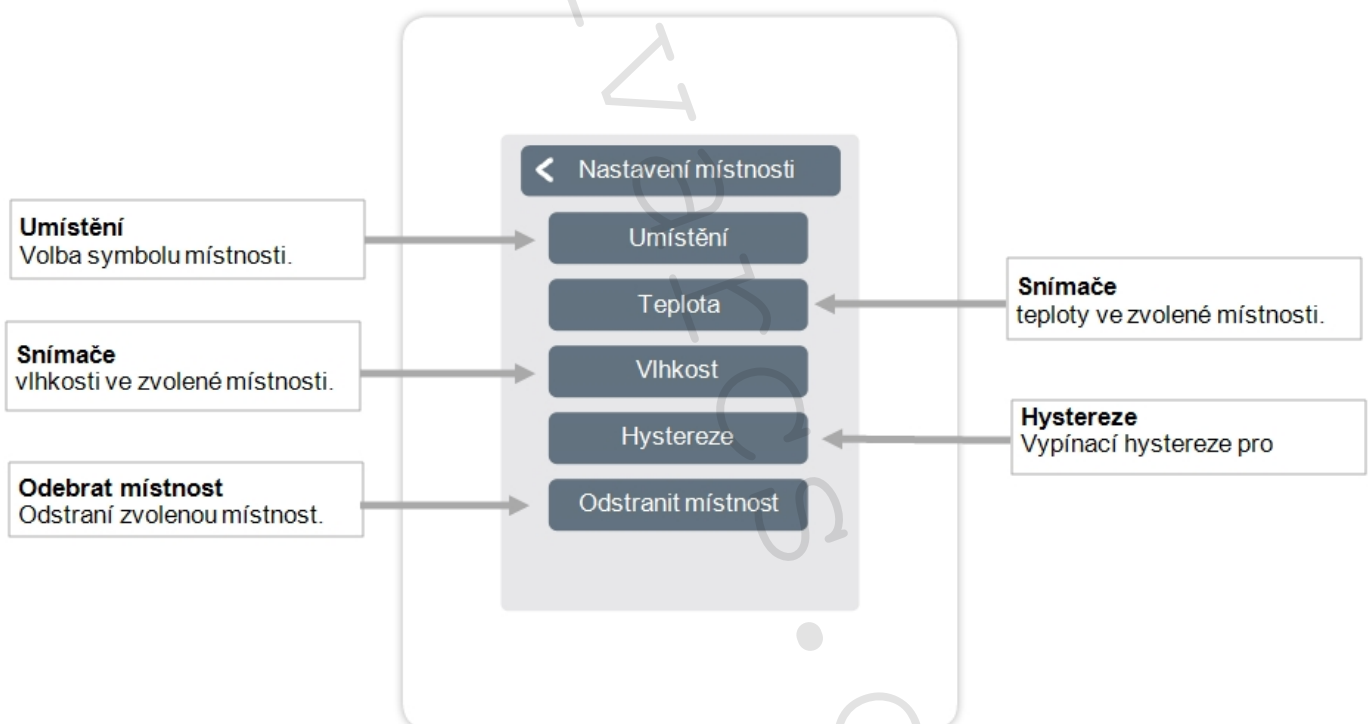 Nastavení místnosti
Umístění
Teplota
Vlhkost
Hystereze
Odstranit místnost
Umístění
Volba symbolu místnosti.
Snímače
vlhkosti ve zvolené místnosti.
Odebrat místnost
Odstraní zvolenou místnost.
Snímače
teploty ve zvolené místnosti.
Hystereze
Vypínací hystereze pro